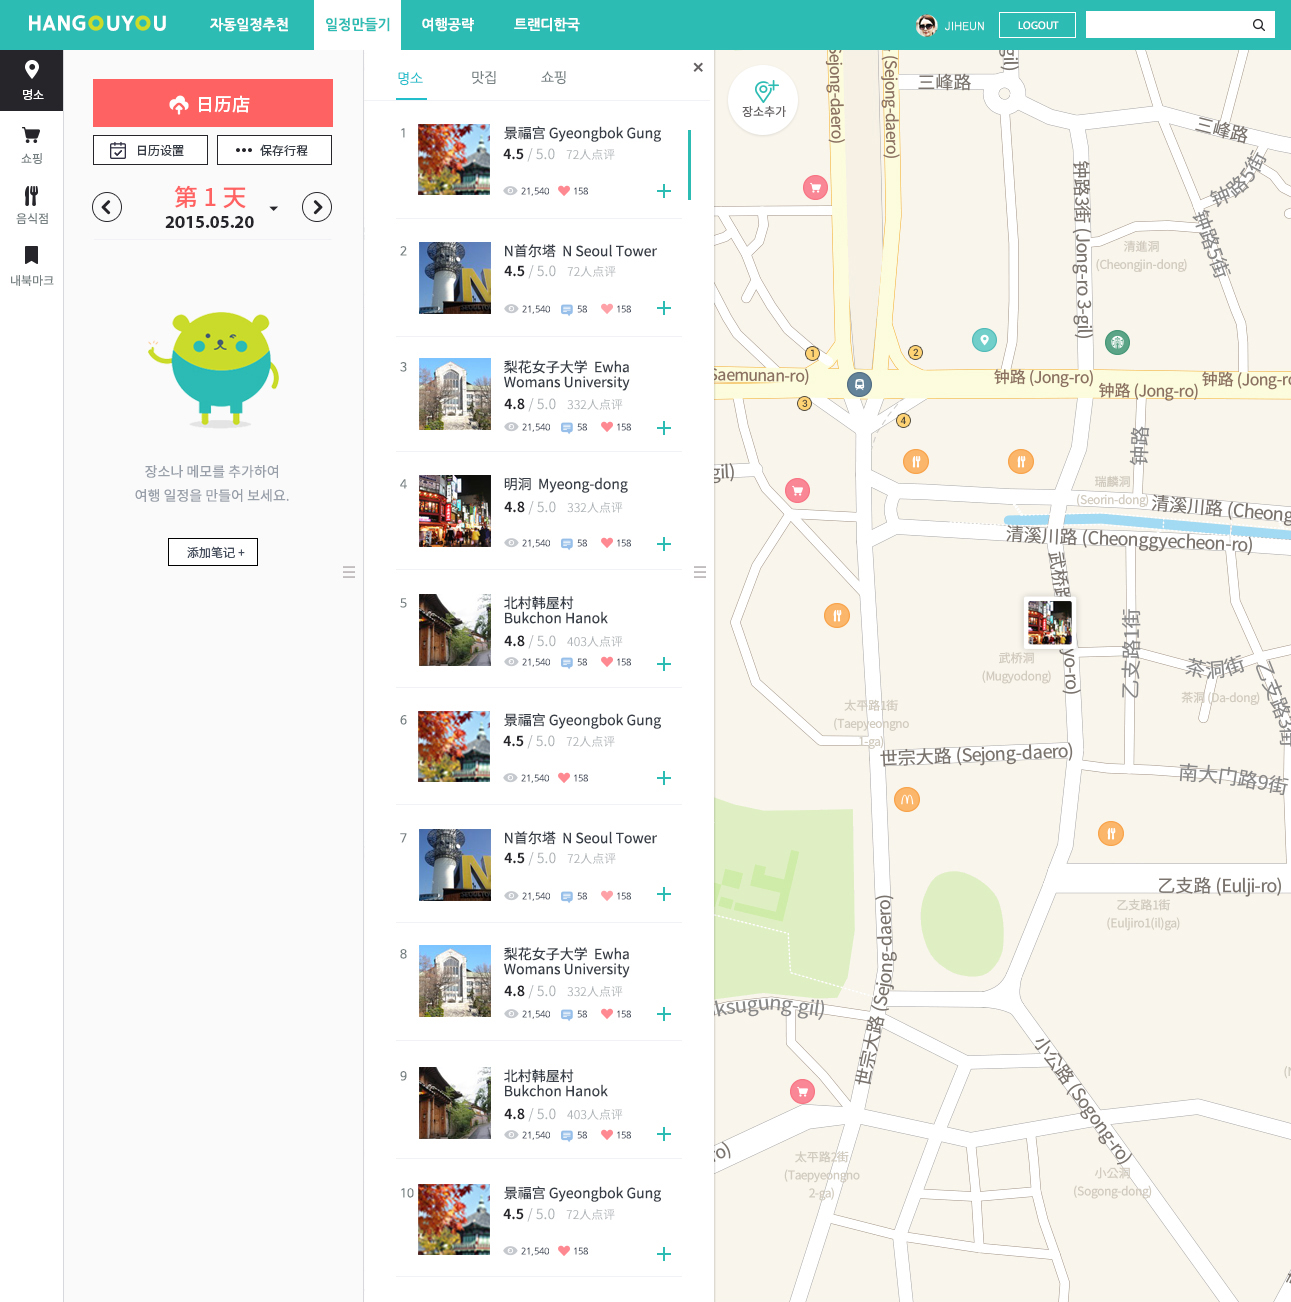 HANGOUYOU
자동일정추천
일정만들기
여행공략
트랜디한국
JIHEUN
LOGOUT
명소
쇼핑
음식점
내북마크
日历店
日历设置
保存行程
第 1 天
2015.05.20
장소나 메모를 추가하여
여행 일정을 만들어 보세요.
添加笔记 +
명소
맛집
쇼핑
1
景福宫 Gyeongbok Gung
4.5 / 5.0 72人点评
21,540 158
2
N首尔塔 N Seoul Tower
4.5 / 5.0 72人点评
21,540 58 158
3
梨花女子大学 Ewha
Womans University
4.8 / 5.0 332人点评
21,540 58 158
4
明洞 Myeong-dong
4.8 / 5.0 332人点评
21,540 58 158
5
北村韩屋村
Bukchon Hanok
4.8 / 5.0 403人点评
21,540 58 158
6
景福宫 Gyeongbok Gung
4.5 / 5.0 72人点评
21,540 158
7
N首尔塔 N Seoul Tower
4.5 / 5.0 72人点评
21,540 58 158
8
梨花女子大学 Ewha
Womans University
4.8 / 5.0 332人点评
21,540 58 158
9
北村韩屋村
Bukchon Hanok
4.8 / 5.0 403人点评
21,540 58 158
10
景福宫 Gyeongbok Gung
4.5 / 5.0 72人点评
21,540 158
장소추가
(Sejong-daero)
(Sejong-daero)
gil)
三峰路
三峰路
钟路5街
钟路5街
钟路3街 (Jong-ro 3-gil)
清進洞
(Cheongjin-dong)
1
2
3
4
Saemunan-ro)
钟路 (Jong-ro)
钟路 (Jong-ro)
钟路 (Jong-ro)
钟路
gil)
瑞麟洞
(Seorin-dong)
清溪川路 (Cheong
清溪川路 (Cheonggyecheon-ro)
武桥路
yo-ro)
武桥洞
(Mugyodong)
乙支路1街
茶洞街
茶洞 (Da-dong)
乙支路3街
太平路1街
(Taepyeongno
1-ga)
世宗大路 (Sejong-daero)
南大门路9街
乙支路 (Eulji-ro)
乙支路1街
(Euljiro1(il)ga)
ksugung-gil)
世宗大路 (Sejong-daero)
小公路 (Sogong-ro)
ro)
太平路2街
(Taepyeongno
2-ga)
小公洞
(Sogong-dong)